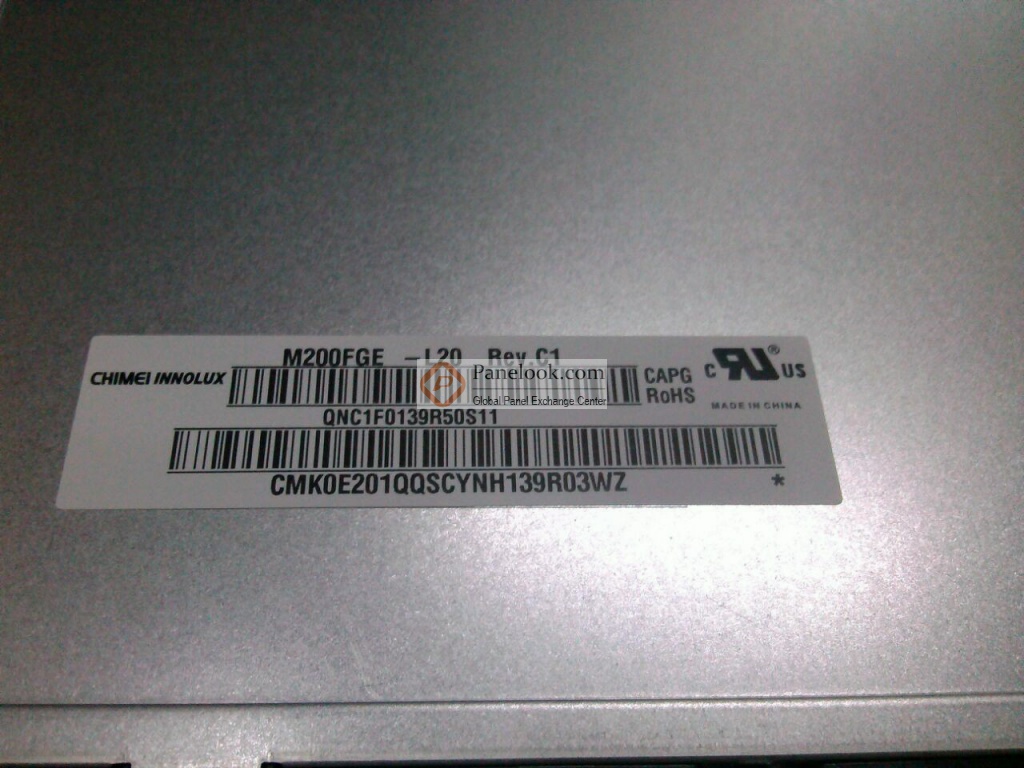 M200FGE -L20 Rev.C1
CHIMEI INNOLUX
Panelook.com
Global Panel Exchange Center
CAPG
RoHS
C RU® US
MADE IN CHINA
QNC1F0139R50S11
CMK0E201QQSCYNH139R03WZ *